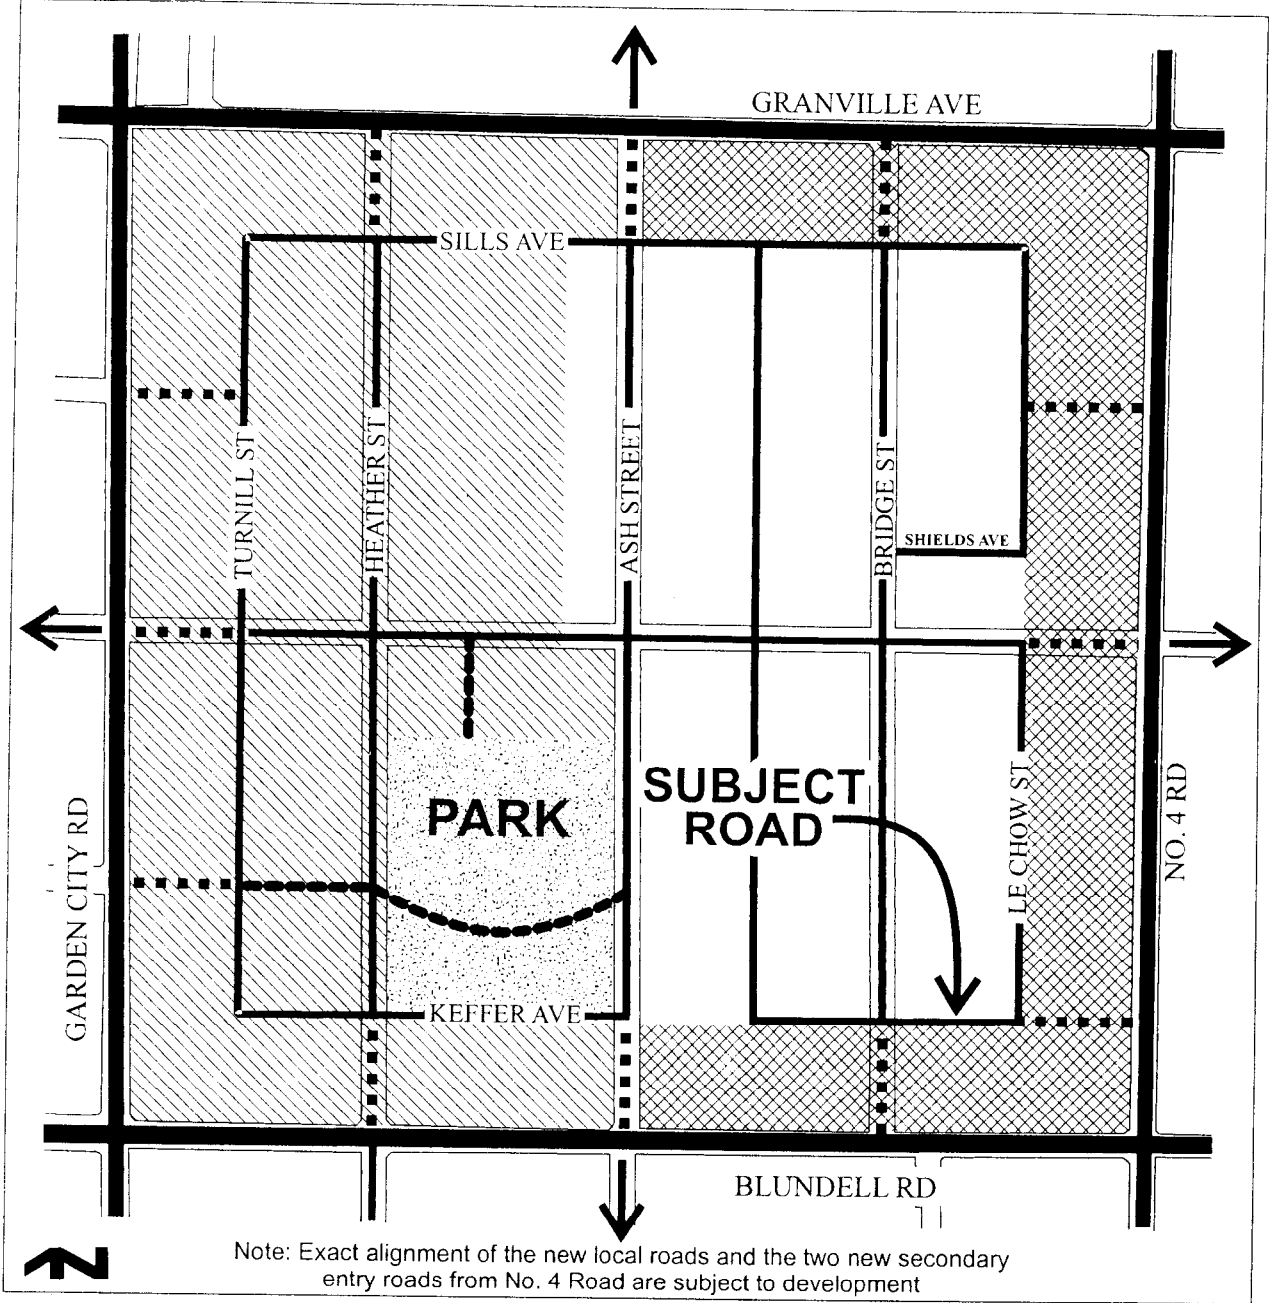 GRANVILLE AVE
SILLS AVE
TURNILL ST
HEATHER ST
ASH STREET
BRIDGE ST
SHIELDS AVE
PARK
SUBJECT
ROAD
LE CHOW ST
NO. 4 RD
GARDEN CITY RD
KEFFER AVE
BLUNDELL RD
N
Note: Exact alignment of the new local roads and the two new secondary
entry roads from No. 4 Road are subject to development